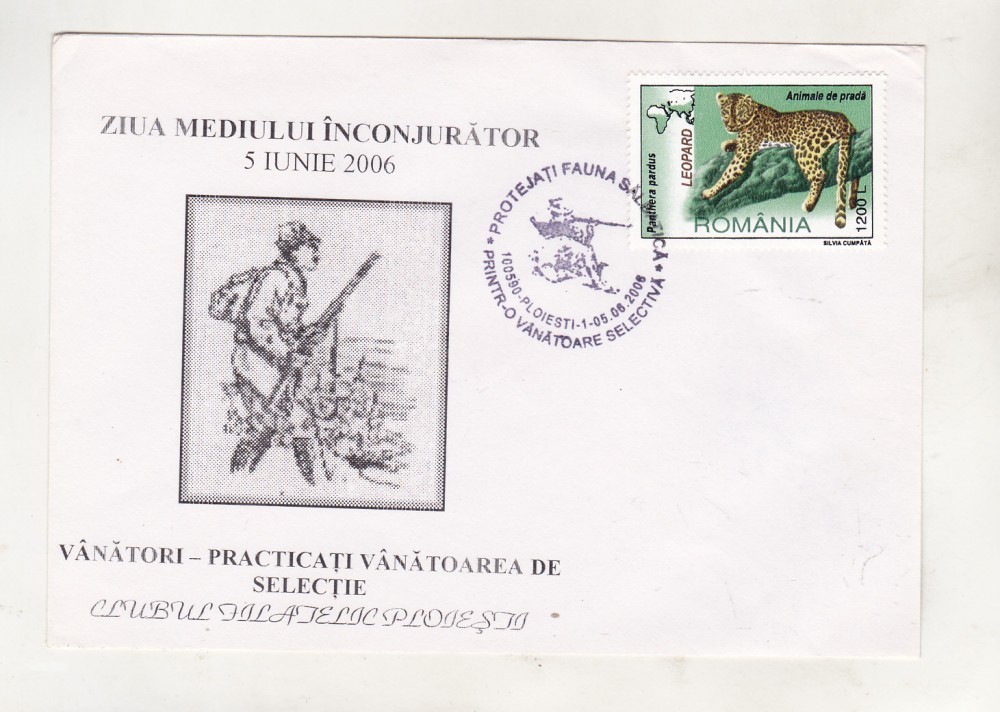 ZIUA MEDIULUI ÎNCONJURĂTOR
5 IUNIE 2006
Animale de pradă
Panthera pardus
LEOPARD
ROMÂNIA
1200 L
SILVIA CUMPĂTĂ
* PROTEJAȚI FAUNA SĂLBATICĂ *
PRINTR-O VÂNĂTOARE SELECTIVĂ
100590-PLOIESTI-1-05.06.2006
VÂNĂTORI – PRACTICAȚI VÂNĂTOAREA DE
SELECȚIE
CLUBUL FILATELIC PLOIEȘTI